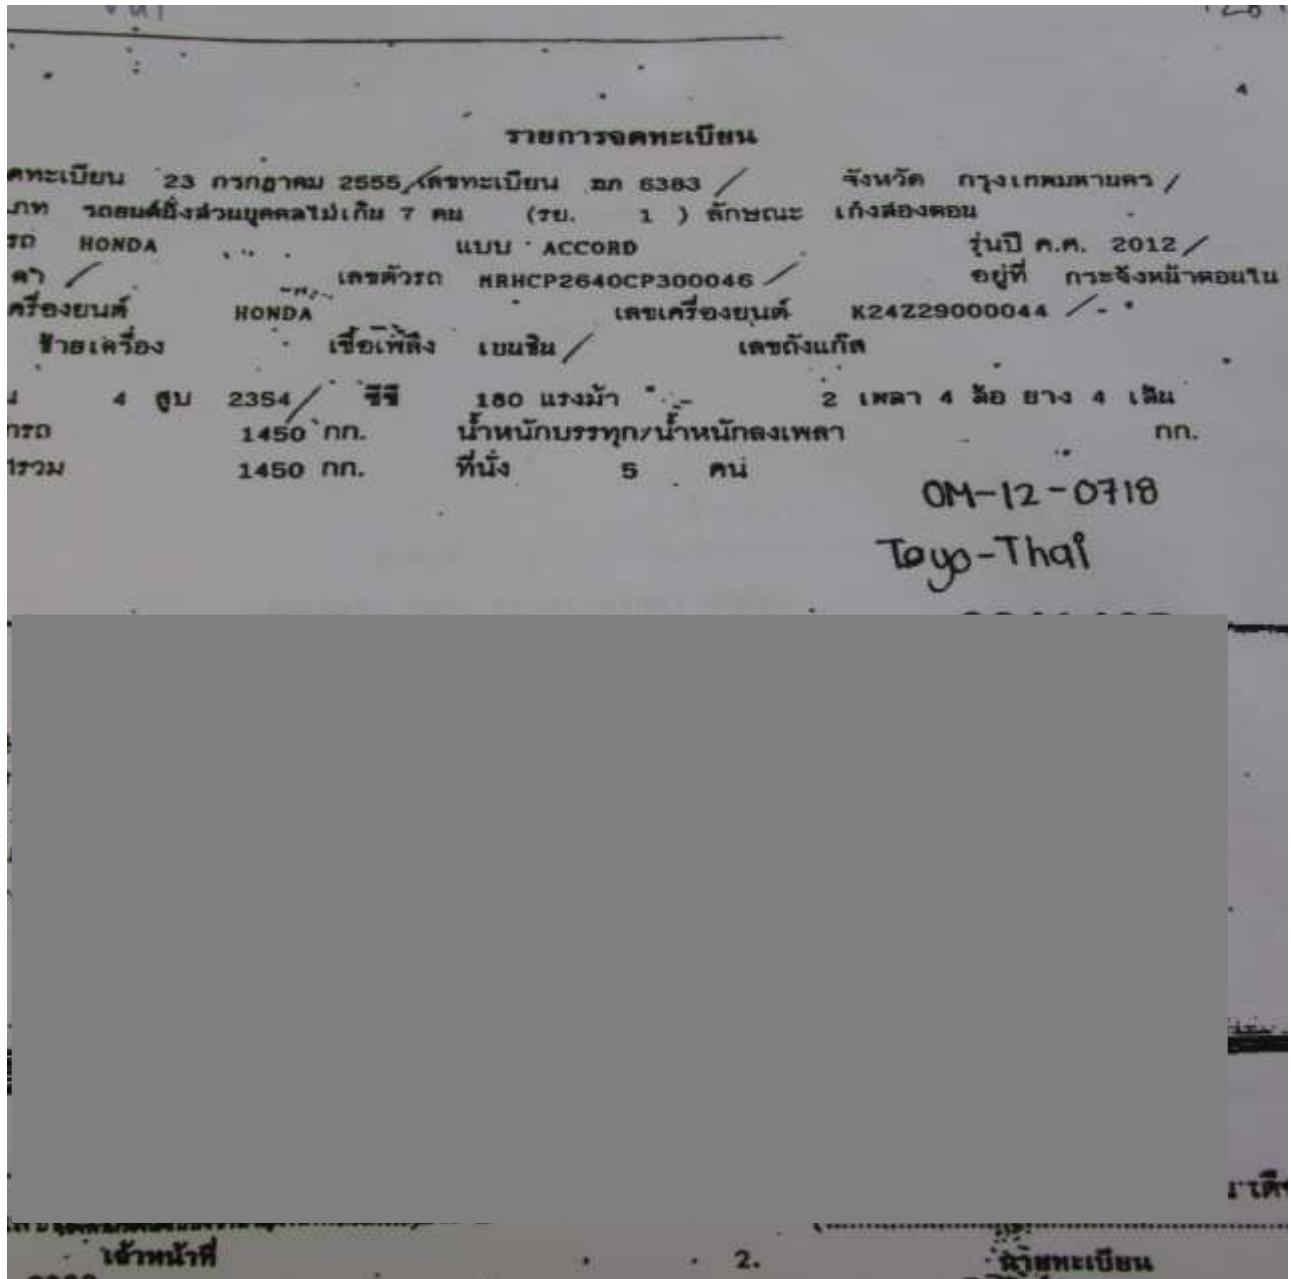 รายการจดทะเบียน
ดทะเบียน 23 กรกฎาคม 2555 เลขทะเบียน ฆก 6383 จังหวัด กรุงเทพมหานคร
เภท รถยนต์นั่งส่วนบุคคลไม่เกิน 7 คน (รย. 1 ) ลักษณะ เก๋งสองตอน
รถ HONDA แบบ ACCORD รุ่นปี ค.ศ. 2012
ดำ เลขตัวรถ MRHCP2640CP300046 อยู่ที่ กระจังหน้าตอนใน
ครื่องยนต์ HONDA เลขเครื่องยนต์ K24Z29000044
ซ้ายเครื่อง เชื้อเพลิง เบนซิน เลขถังแก๊ส
4 สูบ 2354 ซีซี 180 แรงม้า 2 เพลา 4 ล้อ ยาง 4 เส้น
กรถ 1450 กก. น้ำหนักบรรทุก/น้ำหนักลงเพลา กก.
กรวม 1450 กก. ที่นั่ง 5 คน
OM-12-0718
Toyo-Thai
เจ้าหน้าที่ 2. นายทะเบียน